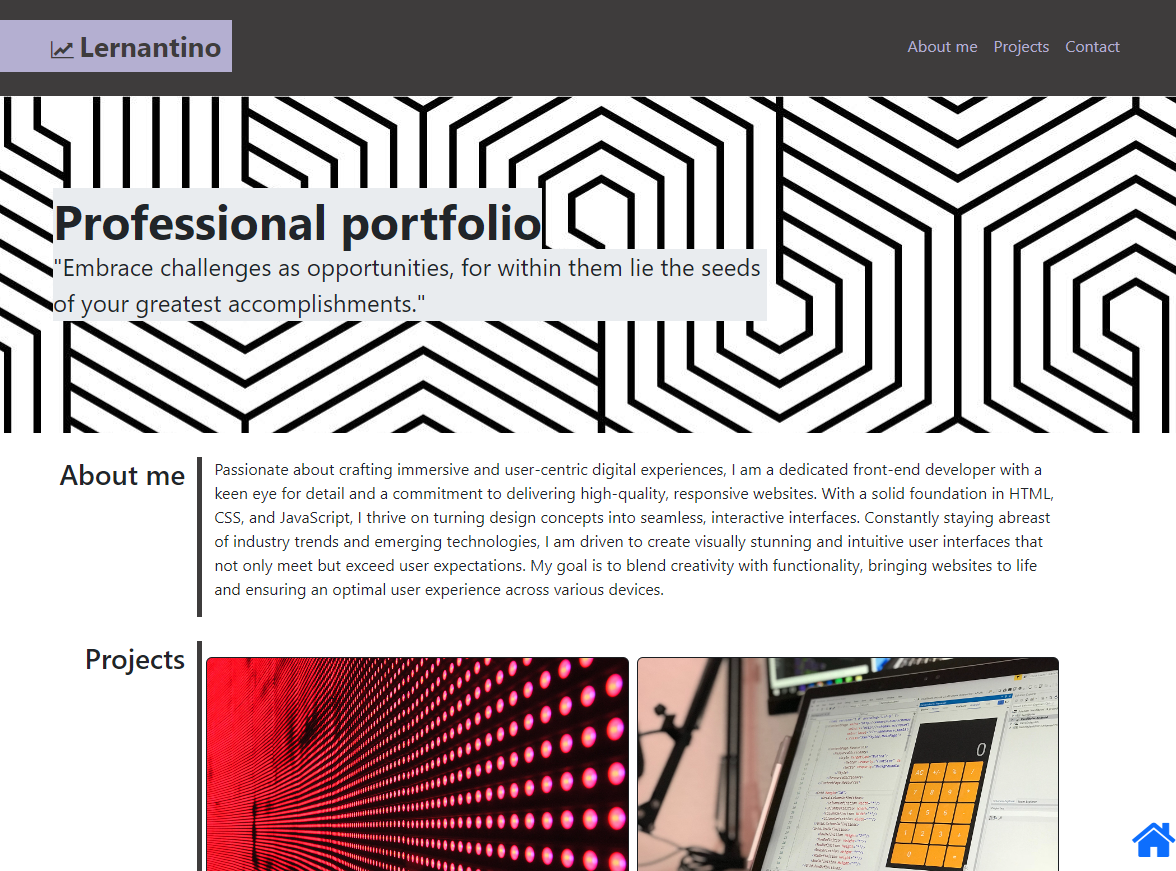 Lernantino
About me Projects Contact
Professional portfolio
"Embrace challenges as opportunities, for within them lie the seeds
of your greatest accomplishments."
About me
Passionate about crafting immersive and user-centric digital experiences, I am a dedicated front-end developer with a
keen eye for detail and a commitment to delivering high-quality, responsive websites. With a solid foundation in HTML,
CSS, and JavaScript, I thrive on turning design concepts into seamless, interactive interfaces. Constantly staying abreast
of industry trends and emerging technologies, I am driven to create visually stunning and intuitive user interfaces that
not only meet but exceed user expectations. My goal is to blend creativity with functionality, bringing websites to life
and ensuring an optimal user experience across various devices.
Projects
0